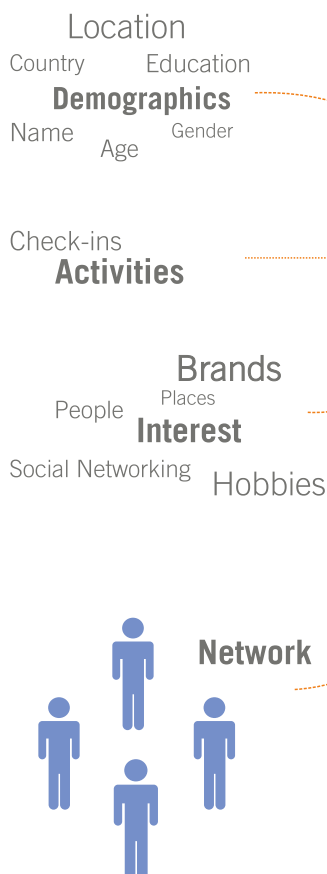 Location
Country Education
Demographics
Name Gender
Age
Check-ins
Activities
Brands
Places
People
Interest
Social Networking
Hobbies
Network